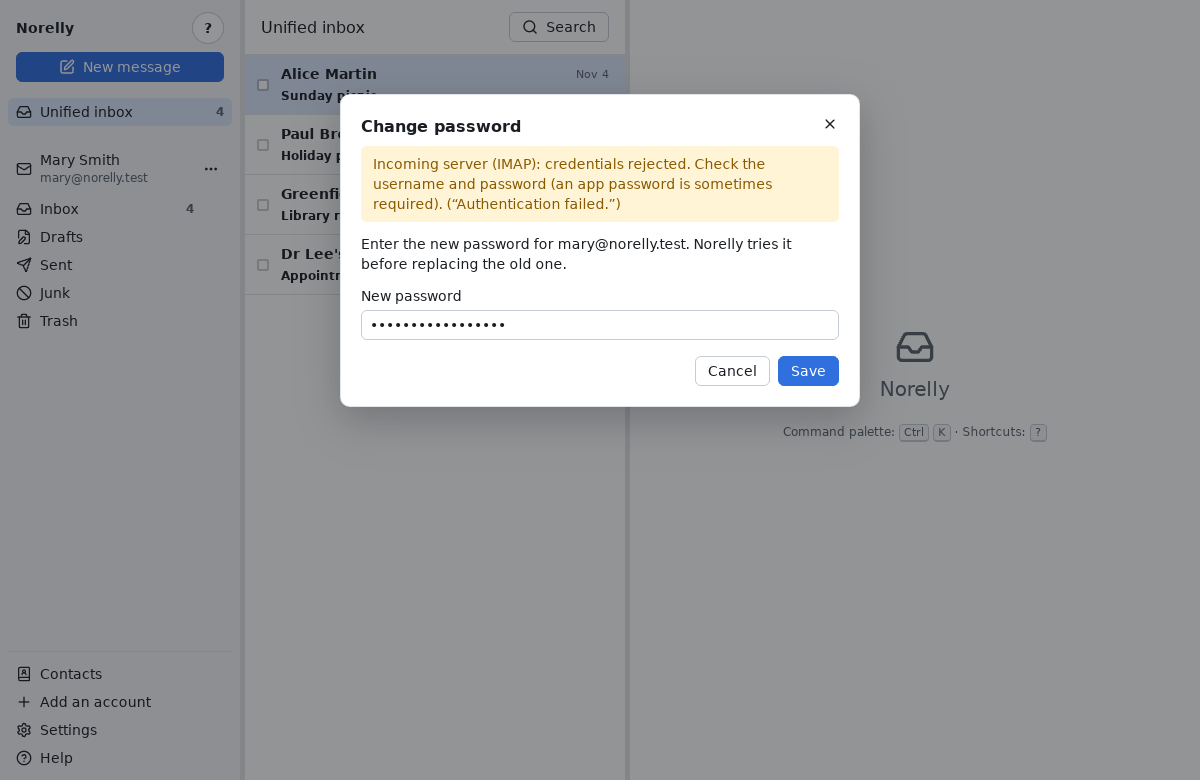 Norelly
?
New message
Unified inbox 4
Mary Smith
mary@norelly.test
Inbox 4
Drafts
Sent
Junk
Trash
Contacts
Add an account
Settings
Help
Unified inbox
Search
Alice Martin Nov 4
Sunday
Paul
Holiday
Library
Dr Lee's
Change password
Incoming server (IMAP): credentials rejected. Check the
username and password (an app password is sometimes
required). (“Authentication failed.”)
Enter the new password for mary@norelly.test. Norelly tries it
before replacing the old one.
New password
•••••••••••••••••
Cancel
Save
Norelly
Command palette: Ctrl K · Shortcuts: ?